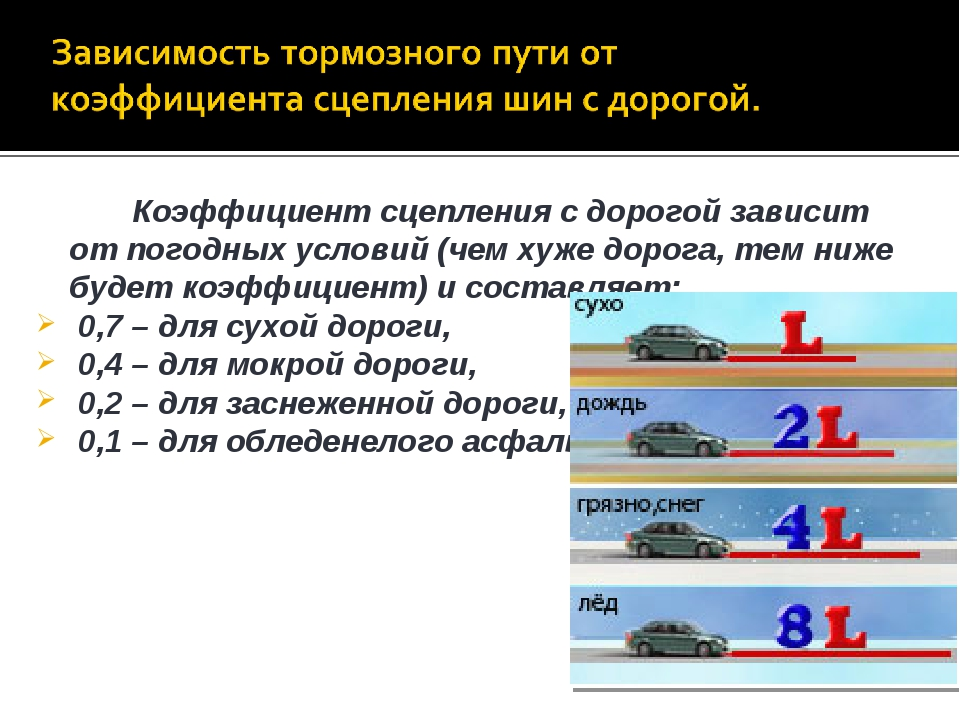 Зависимость тормозного пути от
коэффициента сцепления шин с дорогой.
Коэффициент сцепления с дорогой зависит
от погодных условий (чем хуже дорога, тем ниже
будет коэффициент) и составляет:
0,7 – для сухой дороги,
0,4 – для мокрой дороги,
0,2 – для заснеженной дороги,
0,1 – для обледенелого
сухо
L
дождь
2L
грязно,снег
4L
лёд
8L